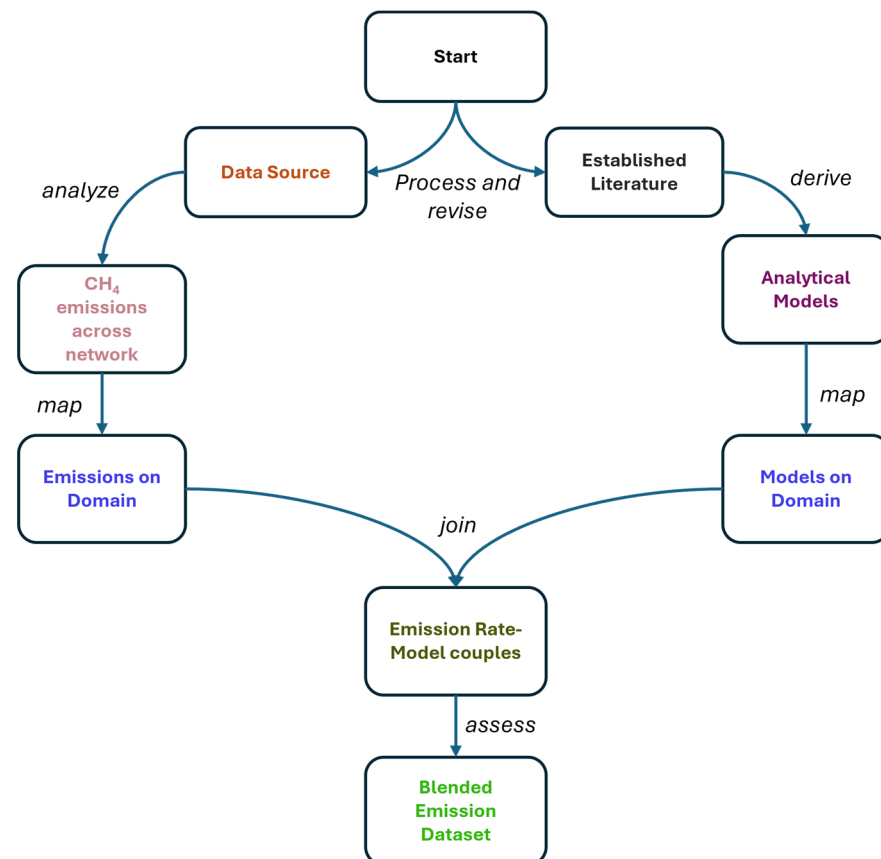 Start
Data Source
Process and
revise
Established
Literature
analyze
derive
CH₄
emissions
across
network
Analytical
Models
map
map
Emissions on
Domain
Models on
Domain
join
Emission Rate-
Model couples
assess
Blended
Emission
Dataset